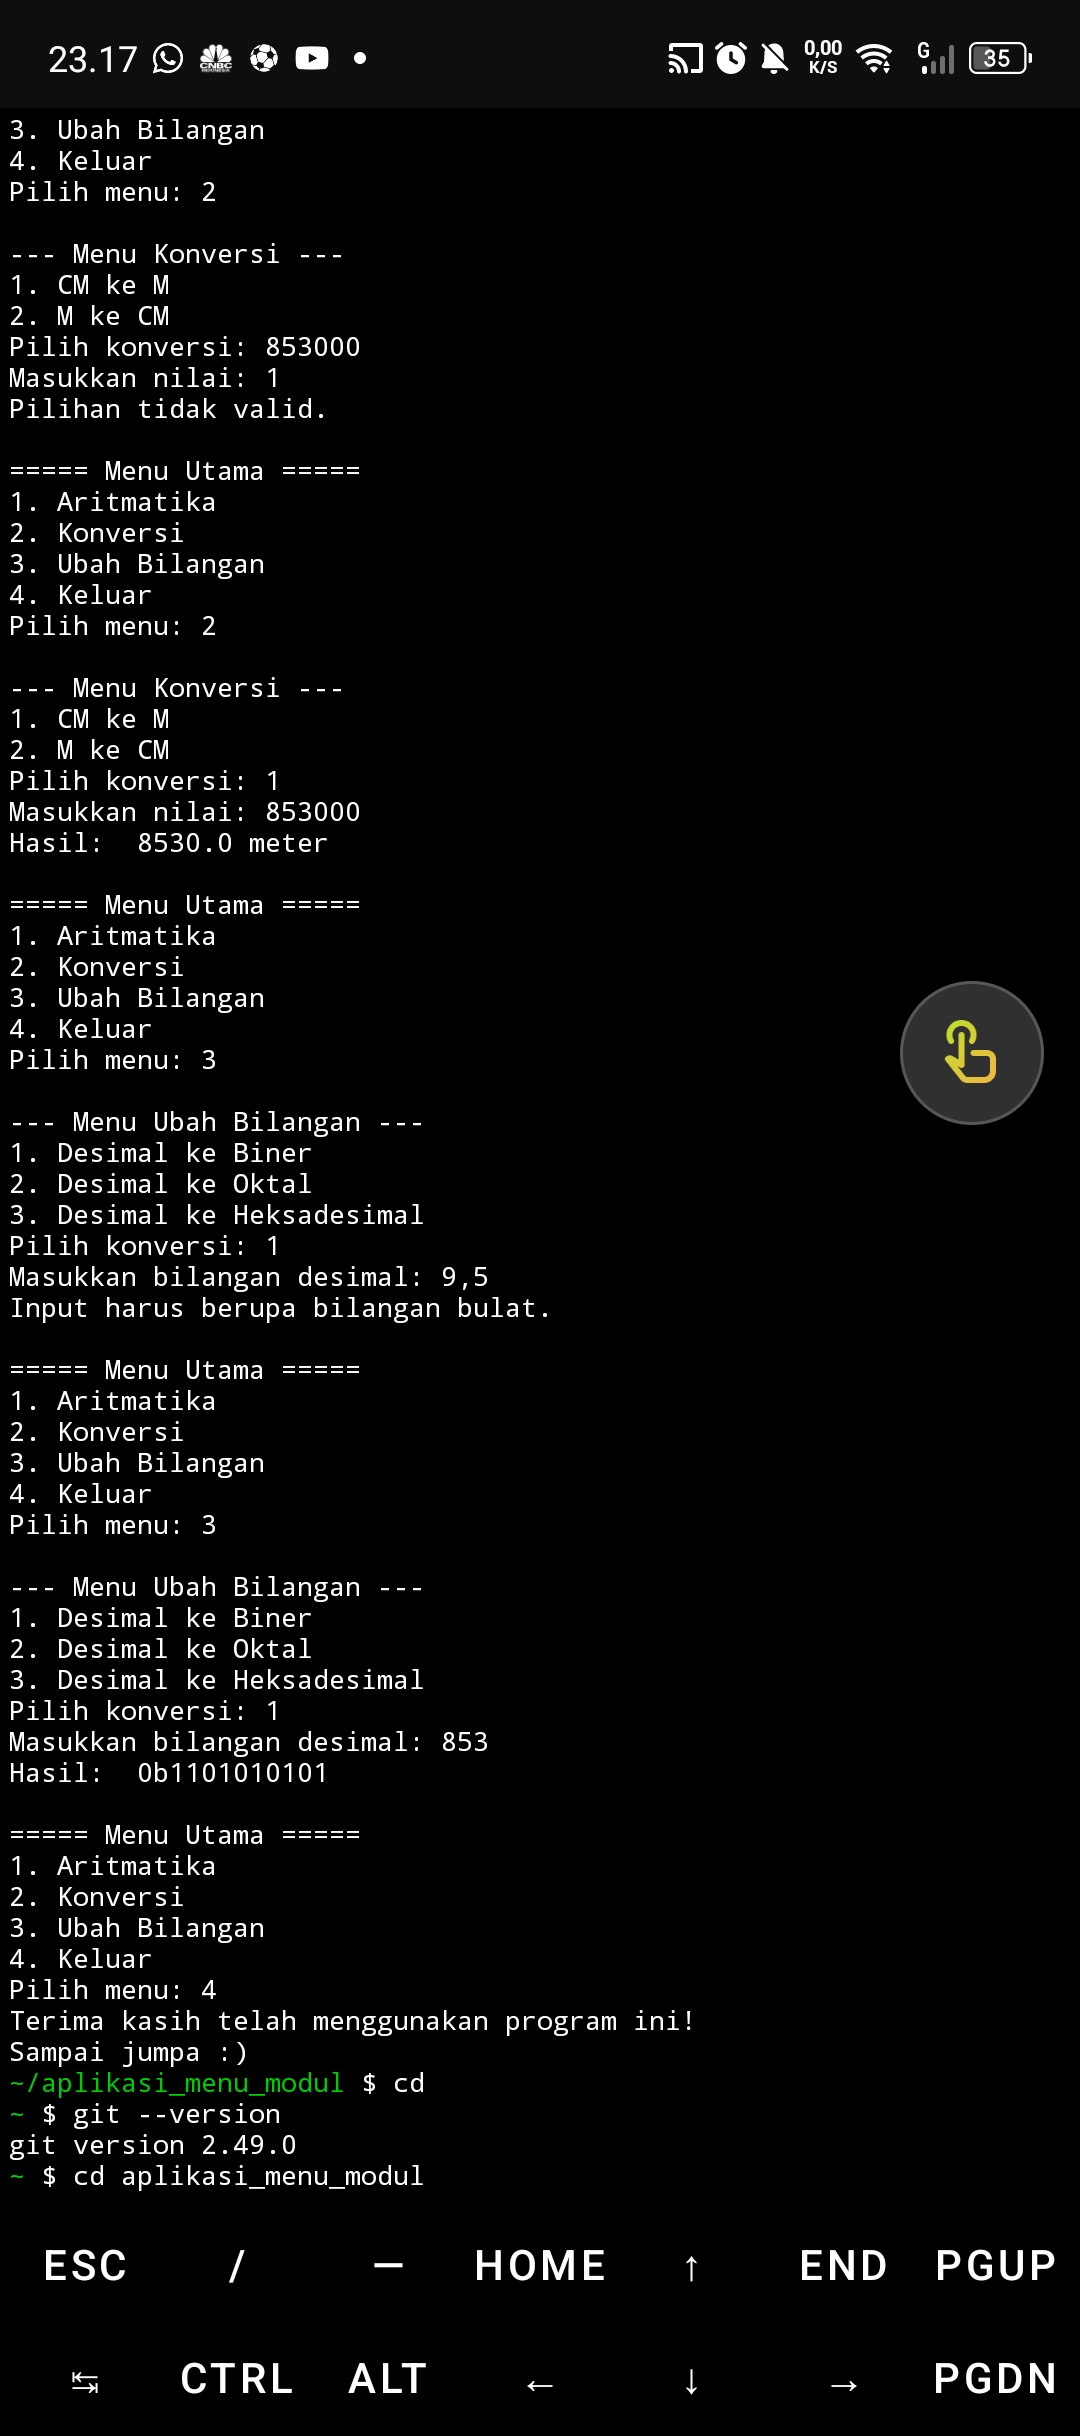 23.17 CNBC INDONESIA 0,00 K/S G 35
3. Ubah Bilangan
4. Keluar
Pilih menu: 2

--- Menu Konversi ---
1. CM ke M
2. M ke CM
Pilih konversi: 853000
Masukkan nilai: 1
Pilihan tidak valid.

===== Menu Utama =====
1. Aritmatika
2. Konversi
3. Ubah Bilangan
4. Keluar
Pilih menu: 2

--- Menu Konversi ---
1. CM ke M
2. M ke CM
Pilih konversi: 1
Masukkan nilai: 853000
Hasil:  8530.0 meter

===== Menu Utama =====
1. Aritmatika
2. Konversi
3. Ubah Bilangan
4. Keluar
Pilih menu: 3

--- Menu Ubah Bilangan ---
1. Desimal ke Biner
2. Desimal ke Oktal
3. Desimal ke Heksadesimal
Pilih konversi: 1
Masukkan bilangan desimal: 9,5
Input harus berupa bilangan bulat.

===== Menu Utama =====
1. Aritmatika
2. Konversi
3. Ubah Bilangan
4. Keluar
Pilih menu: 3

--- Menu Ubah Bilangan ---
1. Desimal ke Biner
2. Desimal ke Oktal
3. Desimal ke Heksadesimal
Pilih konversi: 1
Masukkan bilangan desimal: 853
Hasil:  0b1101010101

===== Menu Utama =====
1. Aritmatika
2. Konversi
3. Ubah Bilangan
4. Keluar
Pilih menu: 4
Terima kasih telah menggunakan program ini!
Sampai jumpa :)
~/aplikasi_menu_modul $ cd
~ $ git --version
git version 2.49.0
~ $ cd aplikasi_menu_modul
ESC / — HOME ↑ END PGUP
↹ CTRL ALT ← ↓ → PGDN